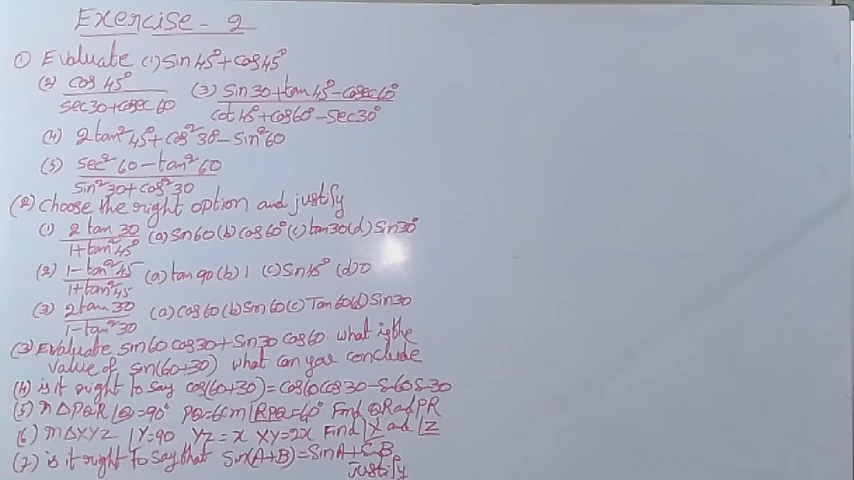 Exercise - 2
① Evaluate (1) Sin 45° + cos 45°
(2) cos 45° / sec 30 + cosec 60 (3) Sin 30 + tan 45° - cosec 60° / cot 45° + cos 60° - sec 30°
(4) 2 tan² 45° + cos² 30° - Sin² 60
(5) sec² 60 - tan² 60 / Sin² 30 + cos² 30
(2) choose the right option and justify
(1) 2 tan 30 / 1 + tan² 45° (a) Sin 60 (b) cos 60° (c) tan 30 (d) Sin 30°
(2) 1 - tan² 45 / 1 + tan² 45 (a) tan 90 (b) 1 (c) Sin 45° (d) 0
(3) 2 tan 30 / 1 - tan² 30 (a) cos 60 (b) Sin 60 (c) Tan 60 (d) Sin 30
(3) Evaluate sin 60 cos 30 + Sin 30 cos 60. what is the
value of sin(60+30) what can you conclude
(4) is it right to say cos(60+30) = cos 60 cos 30 - S 60 S 30
(5) In △PQR ∠Q = 90° PQ = 6cm ∠RPQ = 60° Find QR and PR
(6) In △XYZ ∠Y = 90 YZ = x XY = 2x Find ∠X and ∠Z
(7) is it right to say that Sin(A+B) = Sin A + S B
Justify